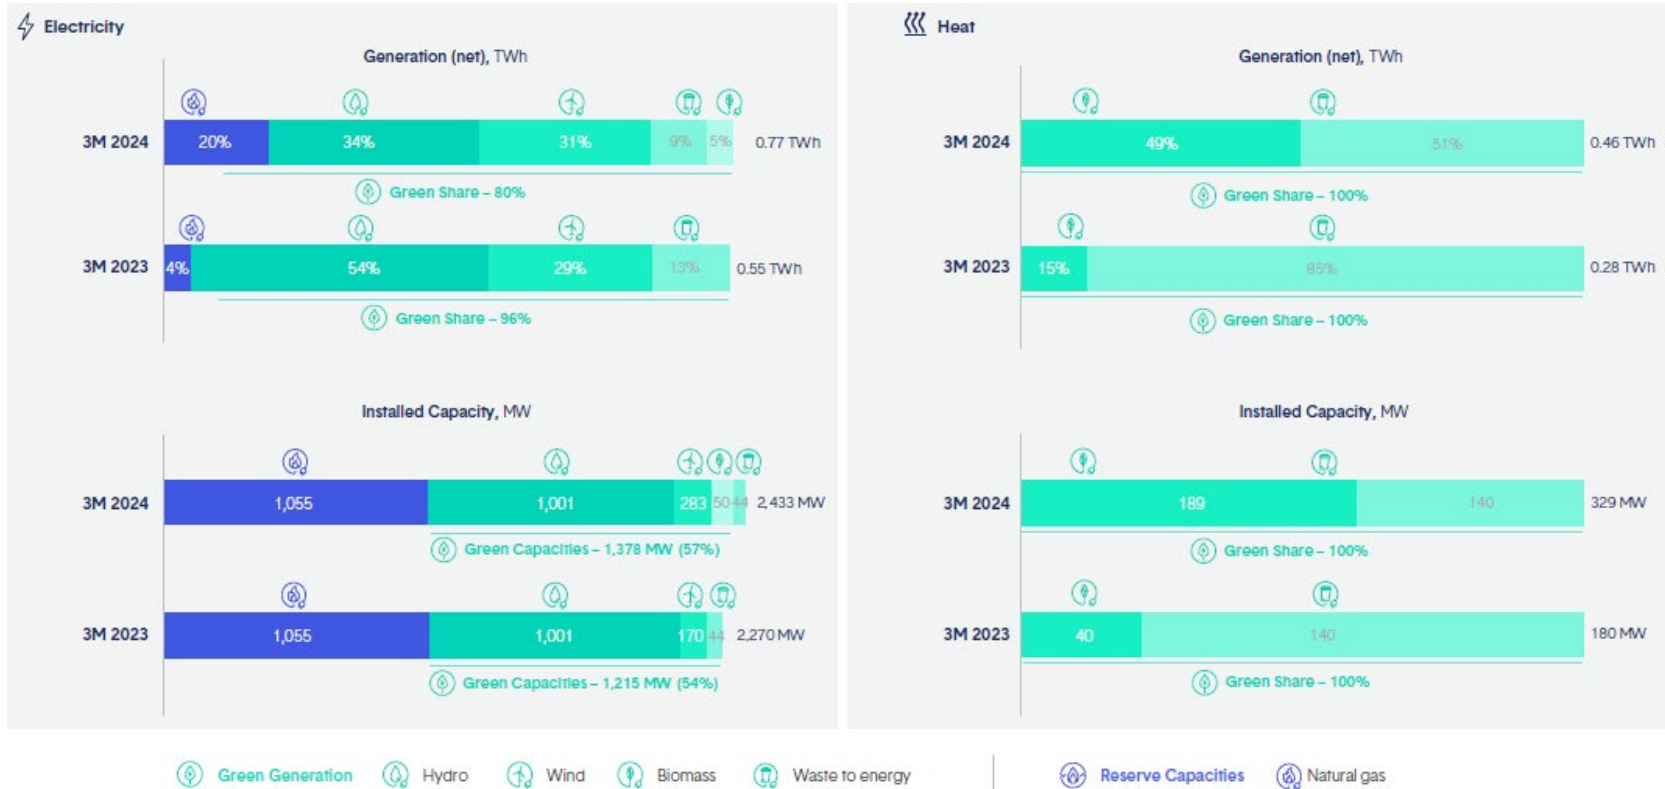 Electricity
Generation (net), TWh
3M 2024
20%
34%
31%
9%
5%
0.77 TWh
Green Share – 80%
3M 2023
4%
54%
29%
13%
0.55 TWh
Green Share – 96%
Installed Capacity, MW
3M 2024
1,055
1,001
283
50
44
2,433 MW
Green Capacities – 1,378 MW (57%)
3M 2023
1,055
1,001
170
44
2,270 MW
Green Capacities – 1,215 MW (54%)
Heat
Generation (net), TWh
3M 2024
49%
51%
0.46 TWh
Green Share – 100%
3M 2023
15%
85%
0.28 TWh
Green Share – 100%
Installed Capacity, MW
3M 2024
189
140
329 MW
Green Share – 100%
3M 2023
40
140
180 MW
Green Share – 100%
Green Generation
Hydro
Wind
Biomass
Waste to energy
Reserve Capacities
Natural gas